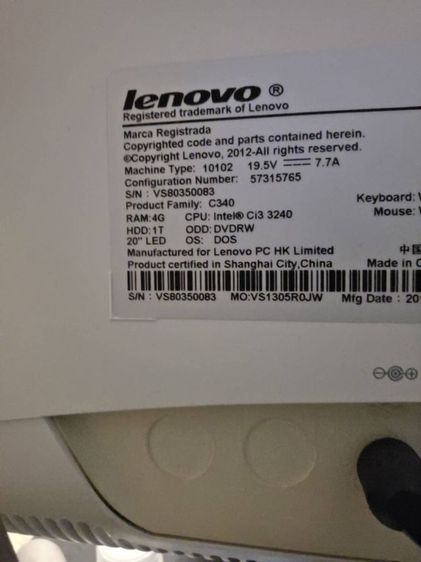 lenovo ®
Registered trademark of Lenovo
Marca Registrada
Copyrighted code and parts contained herein.
©Copyright Lenovo, 2012-All rights reserved.
Machine Type: 10102 19.5V 7.7A
Configuration Number: 57315765
S/N : VS80350083
Product Family: C340 Keyboard:
RAM:4G CPU: Intel® Ci3 3240 Mouse:
HDD:1T ODD: DVDRW
20" LED OS: DOS
Manufactured for Lenovo PC HK Limited 中国
Product certified in Shanghai City,China Made in C
S/N : VS80350083 MO:VS1305R0JW Mfg Date : 20